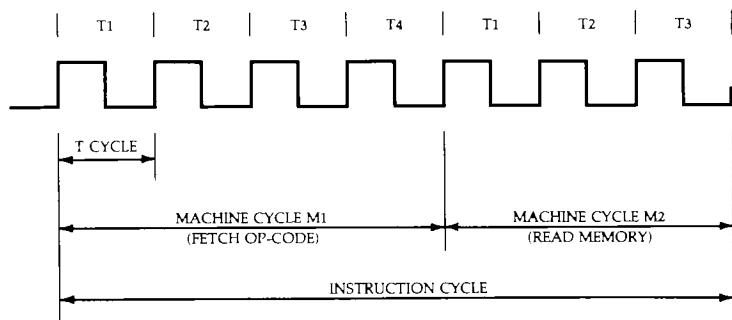 T1 T2 T3 T4 T1 T2 T3
T CYCLE
MACHINE CYCLE M1 MACHINE CYCLE M2
(FETCH OP-CODE) (READ MEMORY)
INSTRUCTION CYCLE